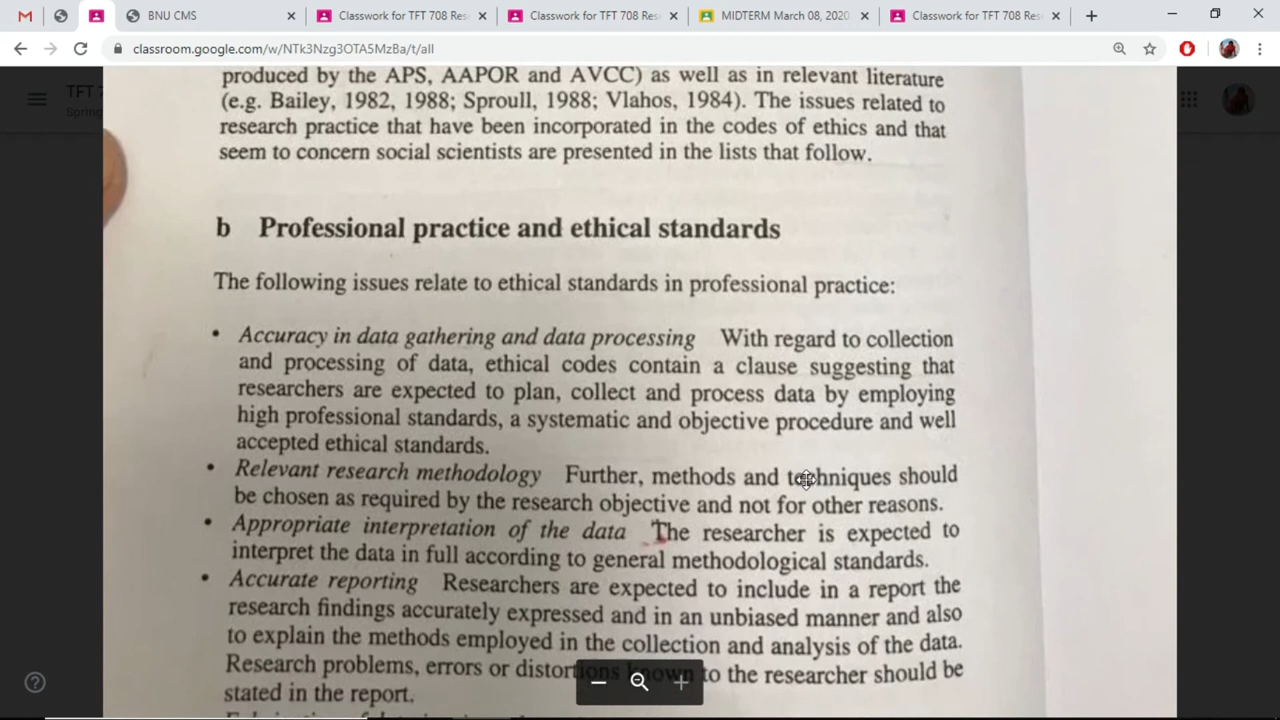 BNU CMS
Classwork for TFT 708 Res
Classwork for TFT 708 Res
MIDTERM March 08, 2020
Classwork for TFT 708 Res
classroom.google.com/w/NTk3Nzg3OTA5MzBa/t/all
TFT 7
Spring
produced by the APS, AAPOR and AVCC) as well as in relevant literature
(e.g. Bailey, 1982, 1988; Sproull, 1988; Vlahos, 1984). The issues related to
research practice that have been incorporated in the codes of ethics and that
seem to concern social scientists are presented in the lists that follow.
b Professional practice and ethical standards
The following issues relate to ethical standards in professional practice:
• Accuracy in data gathering and data processing With regard to collection
and processing of data, ethical codes contain a clause suggesting that
researchers are expected to plan, collect and process data by employing
high professional standards, a systematic and objective procedure and well
accepted ethical standards.
• Relevant research methodology Further, methods and techniques should
be chosen as required by the research objective and not for other reasons.
• Appropriate interpretation of the data The researcher is expected to
interpret the data in full according to general methodological standards.
• Accurate reporting Researchers are expected to include in a report the
research findings accurately expressed and in an unbiased manner and also
to explain the methods employed in the collection and analysis of the data.
Research problems, errors or distortions known to the researcher should be
stated in the report.